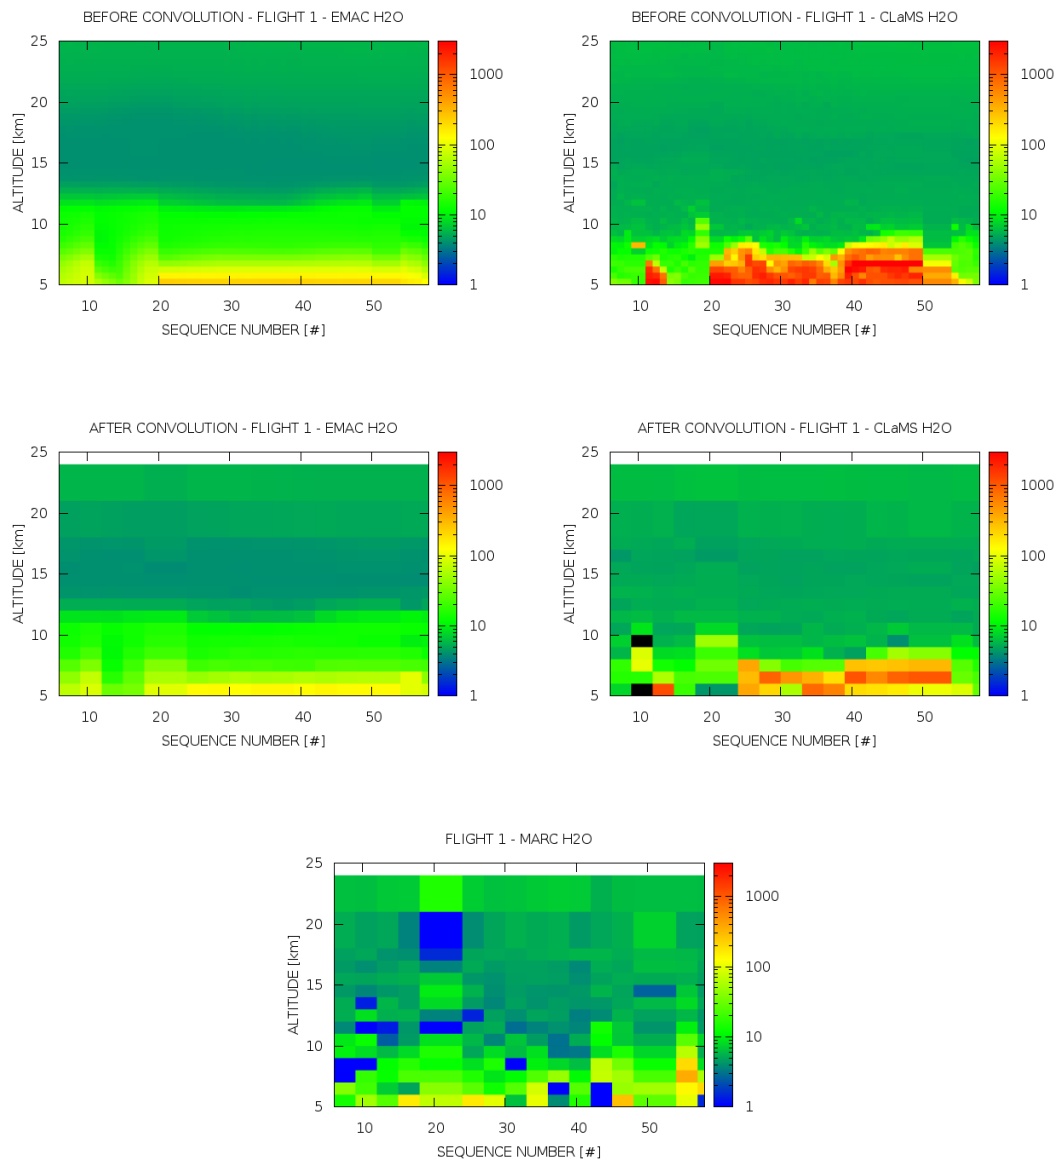 BEFORE CONVOLUTION - FLIGHT 1 - EMAC H2O
25
20
15
10
5
ALTITUDE [km]
10 20 30 40 50
SEQUENCE NUMBER [#]
1000
100
10
1
BEFORE CONVOLUTION - FLIGHT 1 - CLaMS H2O
25
20
15
10
5
ALTITUDE [km]
10 20 30 40 50
SEQUENCE NUMBER [#]
1000
100
10
1
AFTER CONVOLUTION - FLIGHT 1 - EMAC H2O
25
20
15
10
5
ALTITUDE [km]
10 20 30 40 50
SEQUENCE NUMBER [#]
1000
100
10
1
AFTER CONVOLUTION - FLIGHT 1 - CLaMS H2O
25
20
15
10
5
ALTITUDE [km]
10 20 30 40 50
SEQUENCE NUMBER [#]
1000
100
10
1
FLIGHT 1 - MARC H2O
25
20
15
10
5
ALTITUDE [km]
10 20 30 40 50
SEQUENCE NUMBER [#]
1000
100
10
1